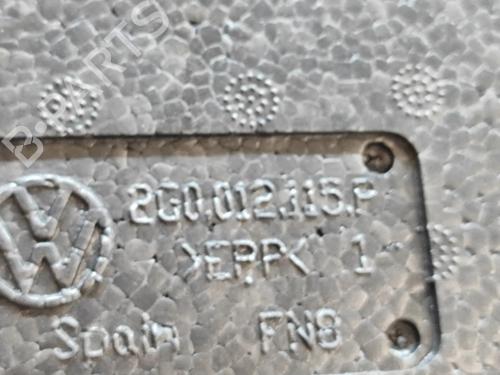 B-PARTS
2G0.012.115.P
>EPP< 1
Spain FN8